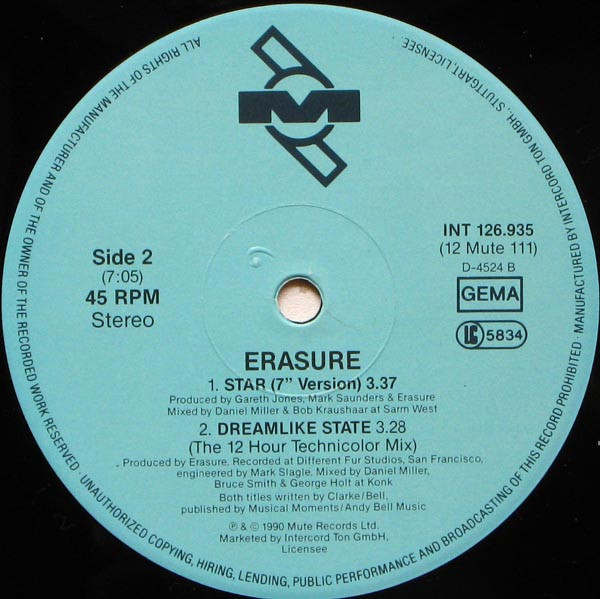 M
Side 2
(7:05)
45 RPM
Stereo
INT 126.935
(12 Mute 111)
D-4524 B
GEMA
LC 5834
ERASURE
1. STAR (7” Version) 3.37
Produced by Gareth Jones, Mark Saunders & Erasure
Mixed by Daniel Miller & Bob Kraushaar at Sarm West
2. DREAMLIKE STATE 3.28
(The 12 Hour Technicolor Mix)
Produced by Erasure. Recorded at Different Fur Studios, San Francisco,
engineered by Mark Slagle. Mixed by Daniel Miller,
Bruce Smith & George Holt at Konk
Both titles written by Clarke/Bell,
published by Musical Moments/Andy Bell Music
℗ & © 1990 Mute Records Ltd.
Marketed by Intercord Ton GmbH,
Licensee
ALL RIGHTS OF THE MANUFACTURER AND OF THE OWNER OF THE RECORDED WORK RESERVED · UNAUTHORIZED COPYING, HIRING, LENDING, PUBLIC PERFORMANCE AND BROADCASTING OF THIS RECORD PROHIBITED · MANUFACTURED BY INTERCORD TON GMBH., STUTTGART, LICENSEE.